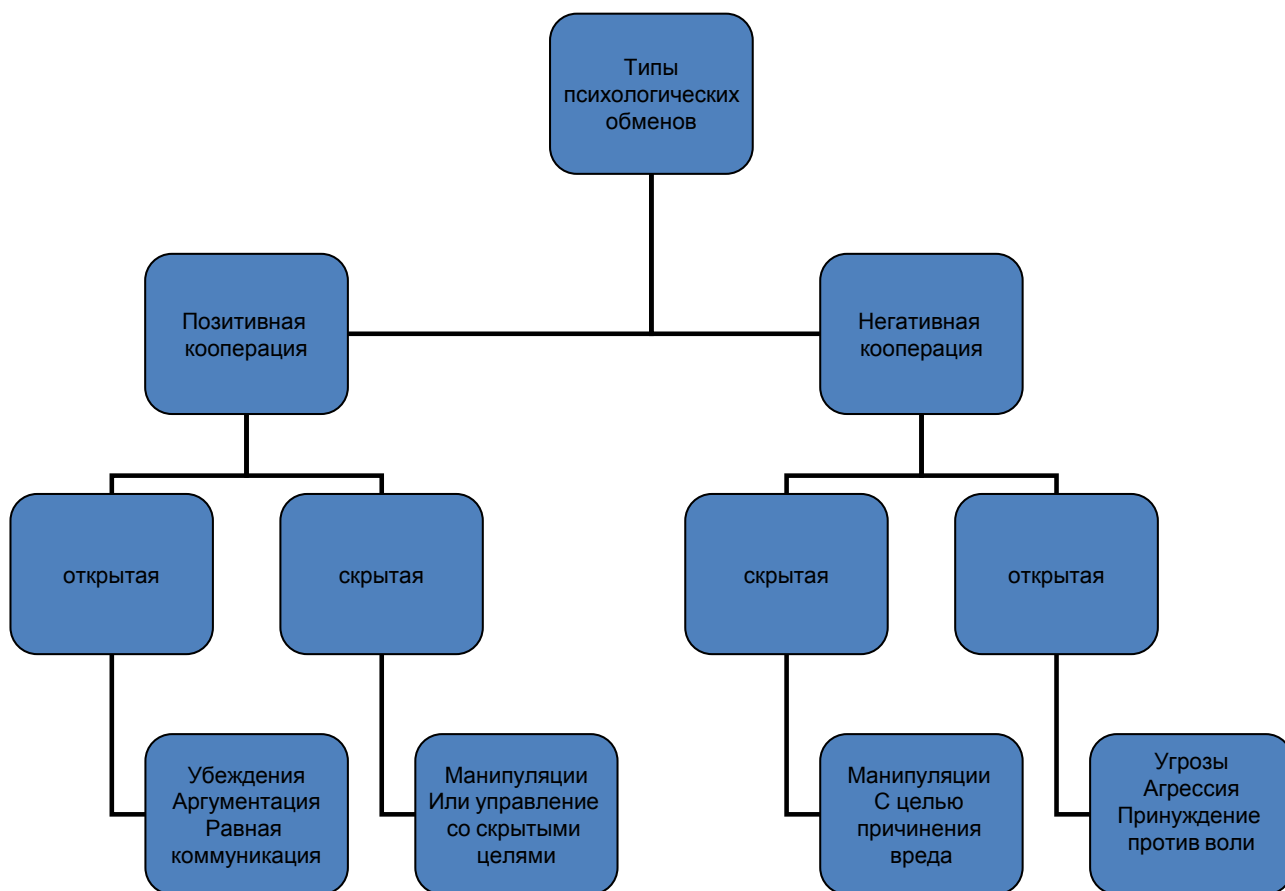 Типы
психологических
обменов
Позитивная
кооперация
Негативная
кооперация
открытая
скрытая
скрытая
открытая
Убеждения
Аргументация
Равная
коммуникация
Манипуляции
Или управление
со скрытыми
целями
Манипуляции
С целью
причинения
вреда
Угрозы
Агрессия
Принуждение
против воли